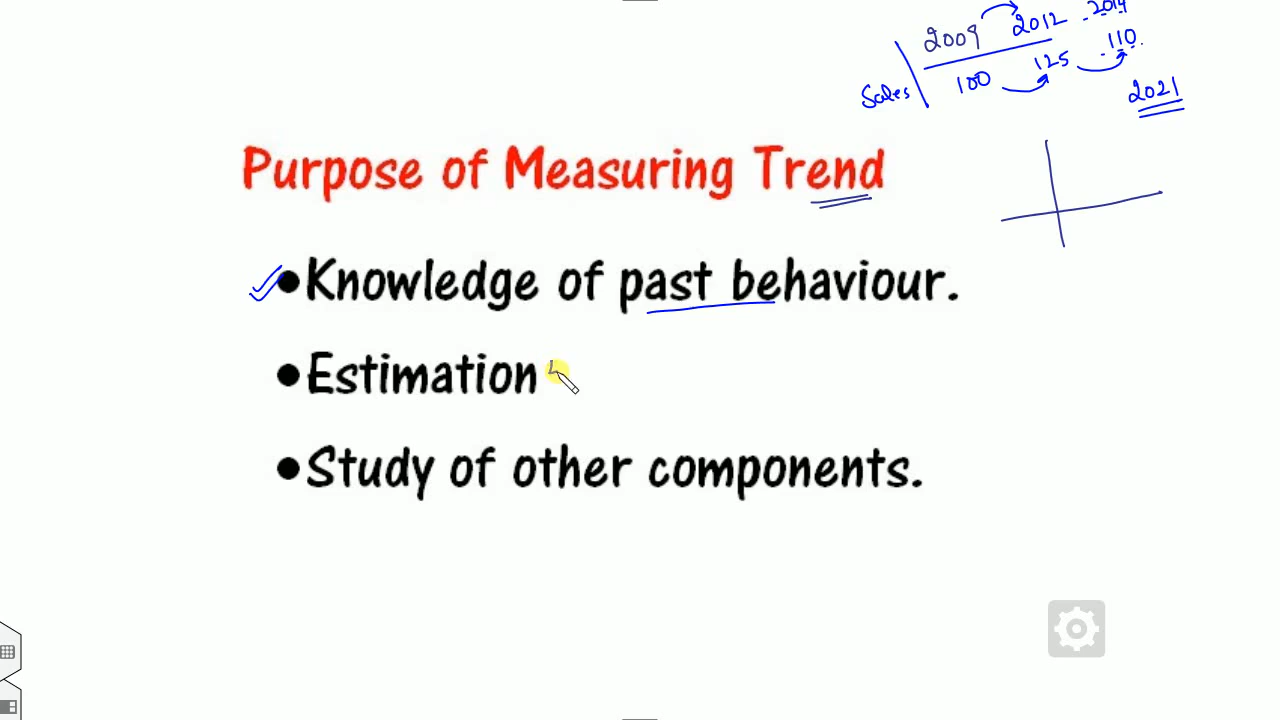 2009 2012 2014
Sales 100 125 110
2021
Purpose of Measuring Trend
•Knowledge of past behaviour.
•Estimation
•Study of other components.